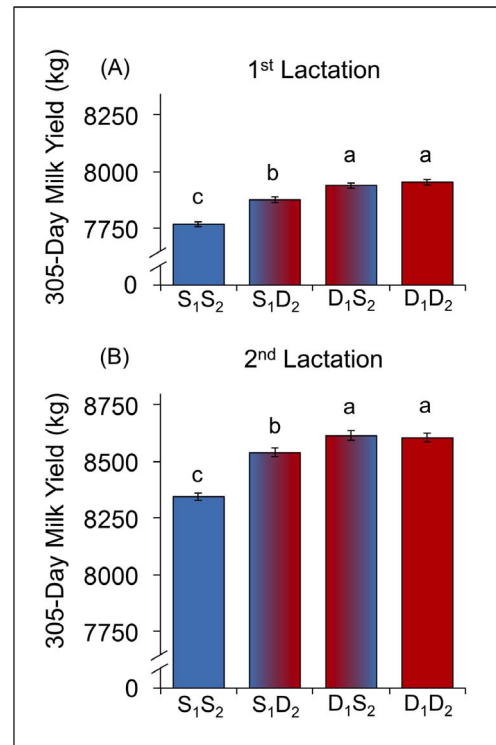 (A) 1st Lactation
305-Day Milk Yield (kg)
8250
8000
7750
0
c b a a
S₁S₂ S₁D₂ D₁S₂ D₁D₂
(B) 2nd Lactation
305-Day Milk Yield (kg)
8750
8500
8250
8000
7750
0
c b a a
S₁S₂ S₁D₂ D₁S₂ D₁D₂